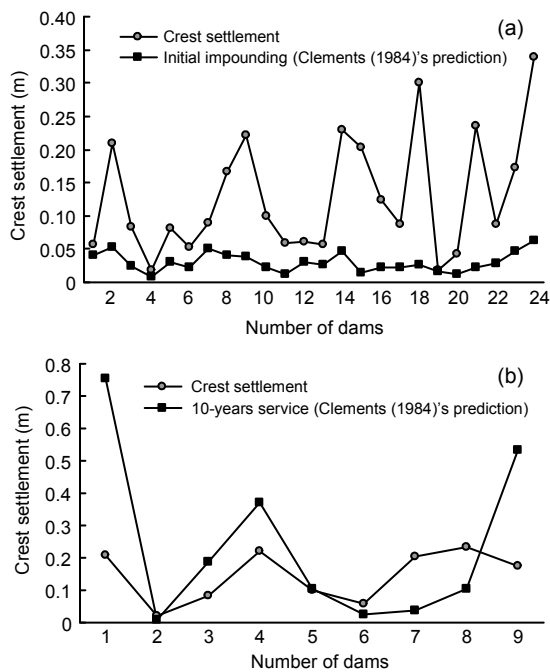 (a)
0.40
0.35
0.30
0.25
0.20
0.15
0.10
0.05
0
Crest settlement (m)
Crest settlement
Initial impounding (Clements (1984)'s prediction)
2 4 6 8 10 12 14 16 18 20 22 24
Number of dams
(b)
0.8
0.7
0.6
0.5
0.4
0.3
0.2
0.1
0
Crest settlement (m)
Crest settlement
10-years service (Clements (1984)'s prediction)
1 2 3 4 5 6 7 8 9
Number of dams